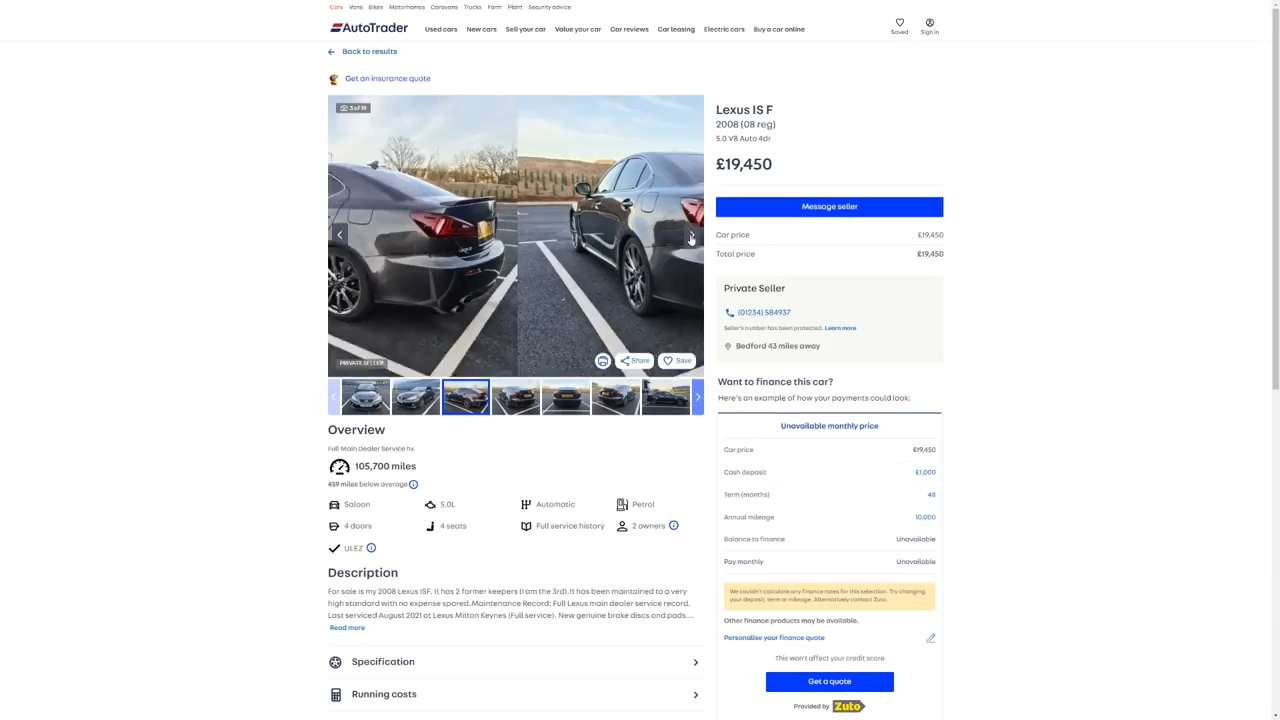 Cars Vans Bikes Motorhomes Caravans Trucks Farm Plant Security advice
AutoTrader
Used cars New cars Sell your car Value your car Car reviews Car leasing Electric cars Buy a car online
Saved Sign in
Back to results
Get an insurance quote
PRIVATE SELLER
Share Save
Overview
Full Main Dealer Service hx
105,700 miles
459 miles below average
Saloon 5.0L Automatic Petrol
4 doors 4 seats Full service history 2 owners
ULEZ
Description
For sale is my 2008 Lexus ISF. It has 2 former keepers (I am the 3rd).It has been maintained to a very
high standard with no expense spared.Maintenance Record: Full Lexus main dealer service record.
Last serviced August 2021 at Lexus Milton Keynes (Full service). New genuine brake discs and pads...
Read more
Specification
Running costs
Lexus IS F
2008 (08 reg)
5.0 V8 Auto 4dr
£19,450
Message seller
Car price £19,450
Total price £19,450
Private Seller
(01234) 584937
Seller's number has been protected. Learn more
Bedford 43 miles away
Want to finance this car?
Here's an example of how your payments could look:
Unavailable monthly price
Car price £19,450
Cash deposit £1,000
Term (months) 48
Annual mileage 10,000
Balance to finance Unavailable
Pay monthly Unavailable
We couldn't calculate any finance rates for this selection. Try changing
your deposit, term or mileage. Alternatively contact Zuto.
Other finance products may be available.
Personalise your finance quote
This won't affect your credit score
Get a quote
Provided by Zuto